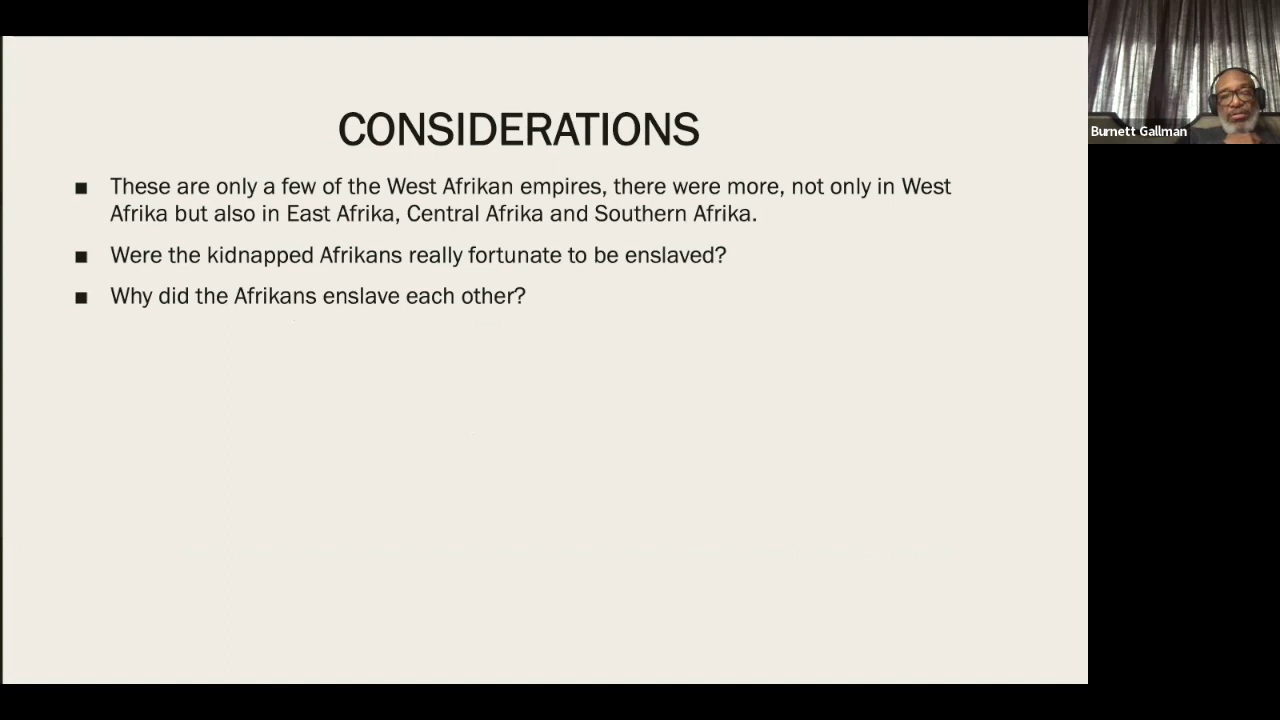 CONSIDERATIONS
■ These are only a few of the West Afrikan empires, there were more, not only in West
Afrika but also in East Afrika, Central Afrika and Southern Afrika.
■ Were the kidnapped Afrikans really fortunate to be enslaved?
■ Why did the Afrikans enslave each other?
Burnett Gallman